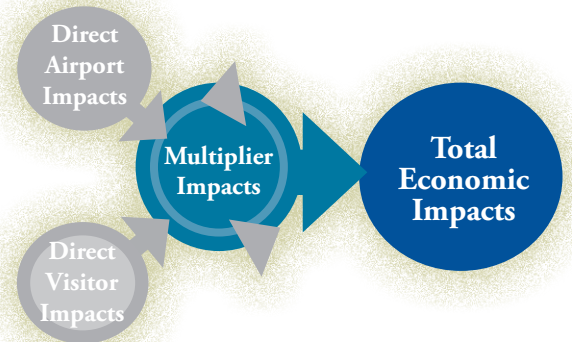 Direct
Airport
Impacts
Multiplier
Impacts
Total
Economic
Impacts
Direct
Visitor
Impacts